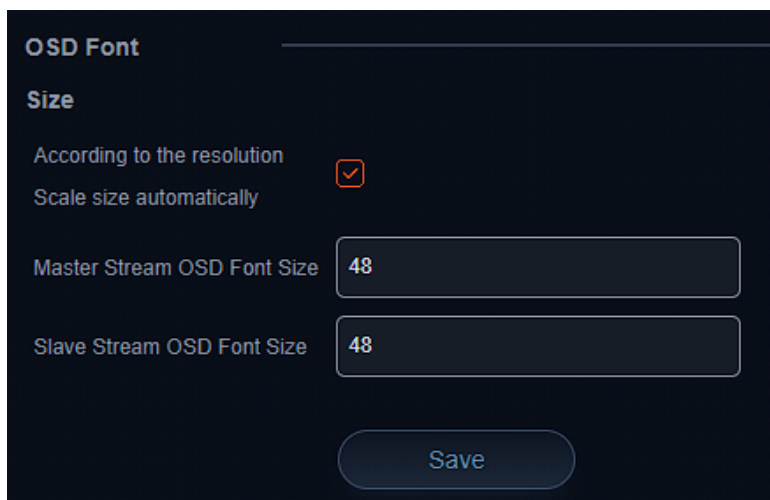 OSD Font
Size
According to the resolution
Scale size automatically
Master Stream OSD Font Size 48
Slave Stream OSD Font Size 48
Save